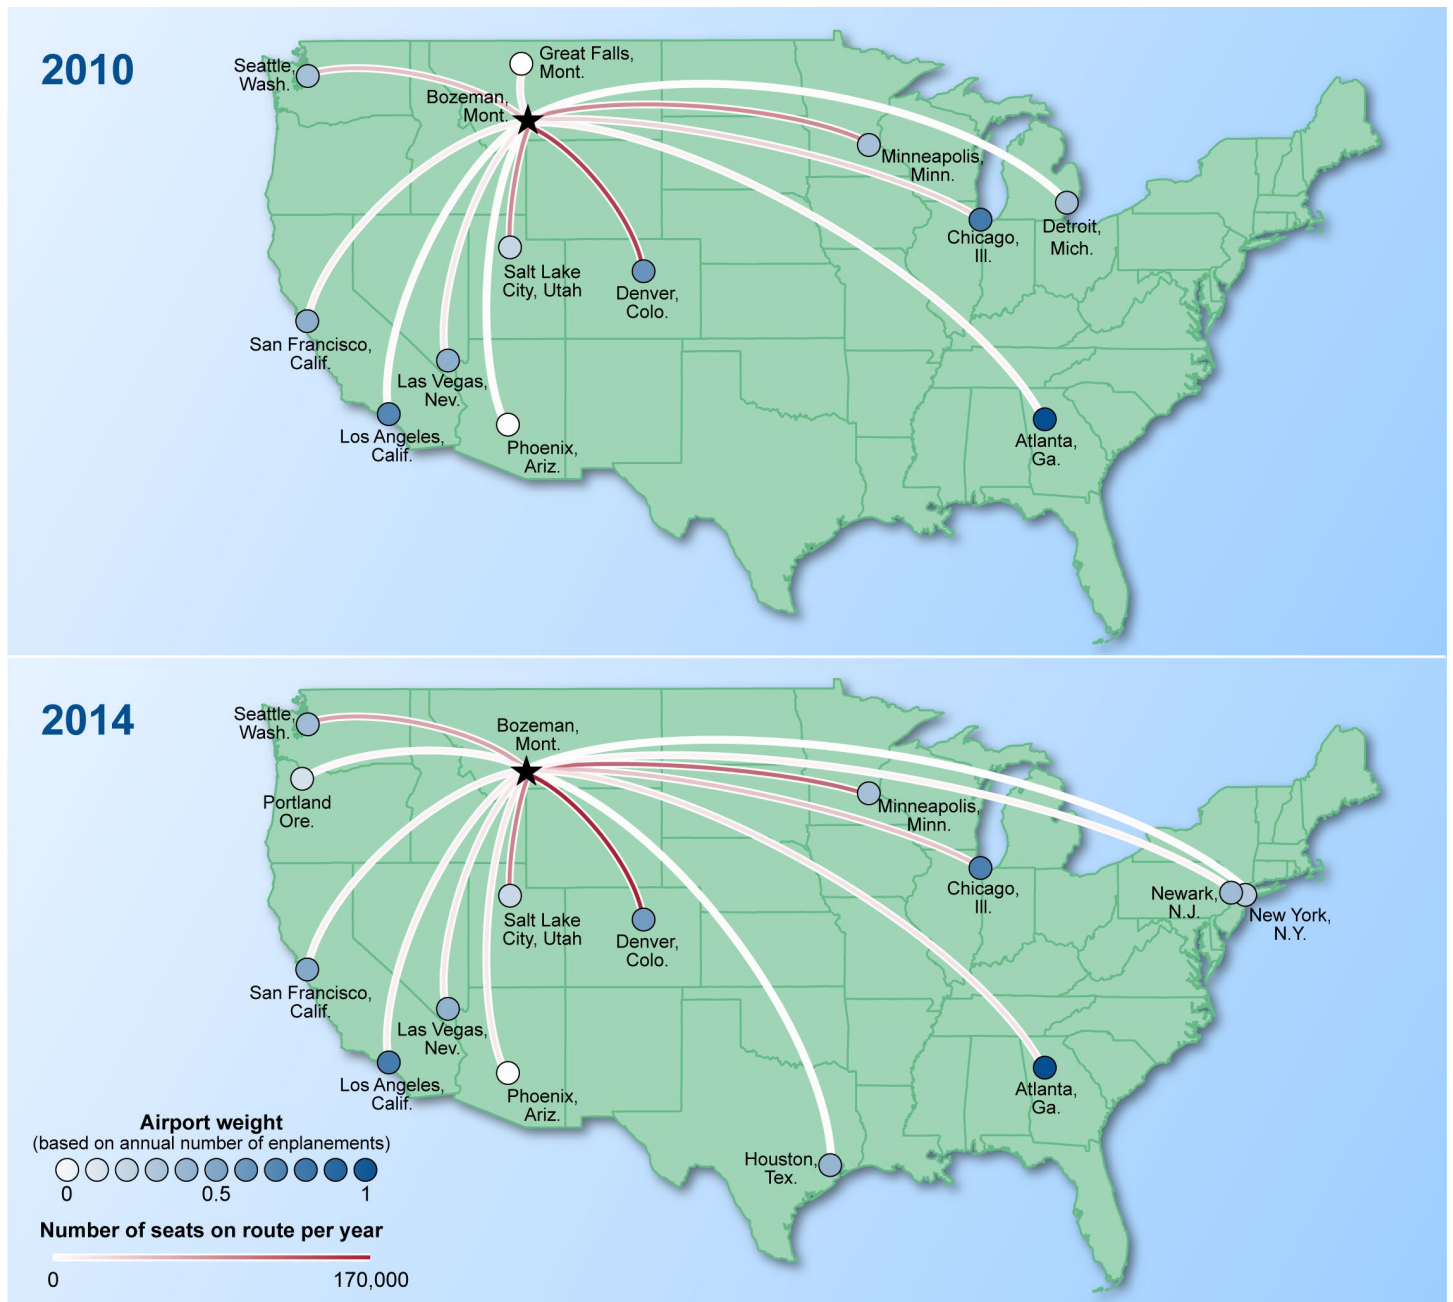 2010
Seattle,
Wash.
Great Falls,
Mont.
Bozeman,
Mont.
Minneapolis,
Minn.
Chicago,
Ill.
Detroit,
Mich.
Salt Lake
City, Utah
Denver,
Colo.
San Francisco,
Calif.
Las Vegas,
Nev.
Los Angeles,
Calif.
Phoenix,
Ariz.
Atlanta,
Ga.
2014
Seattle,
Wash.
Bozeman,
Mont.
Portland
Ore.
Minneapolis,
Minn.
Chicago,
Ill.
Newark,
N.J.
New York,
N.Y.
Salt Lake
City, Utah
Denver,
Colo.
San Francisco,
Calif.
Las Vegas,
Nev.
Los Angeles,
Calif.
Phoenix,
Ariz.
Atlanta,
Ga.
Houston,
Tex.
Airport weight
(based on annual number of enplanements)
0 0.5 1
Number of seats on route per year
0 170,000